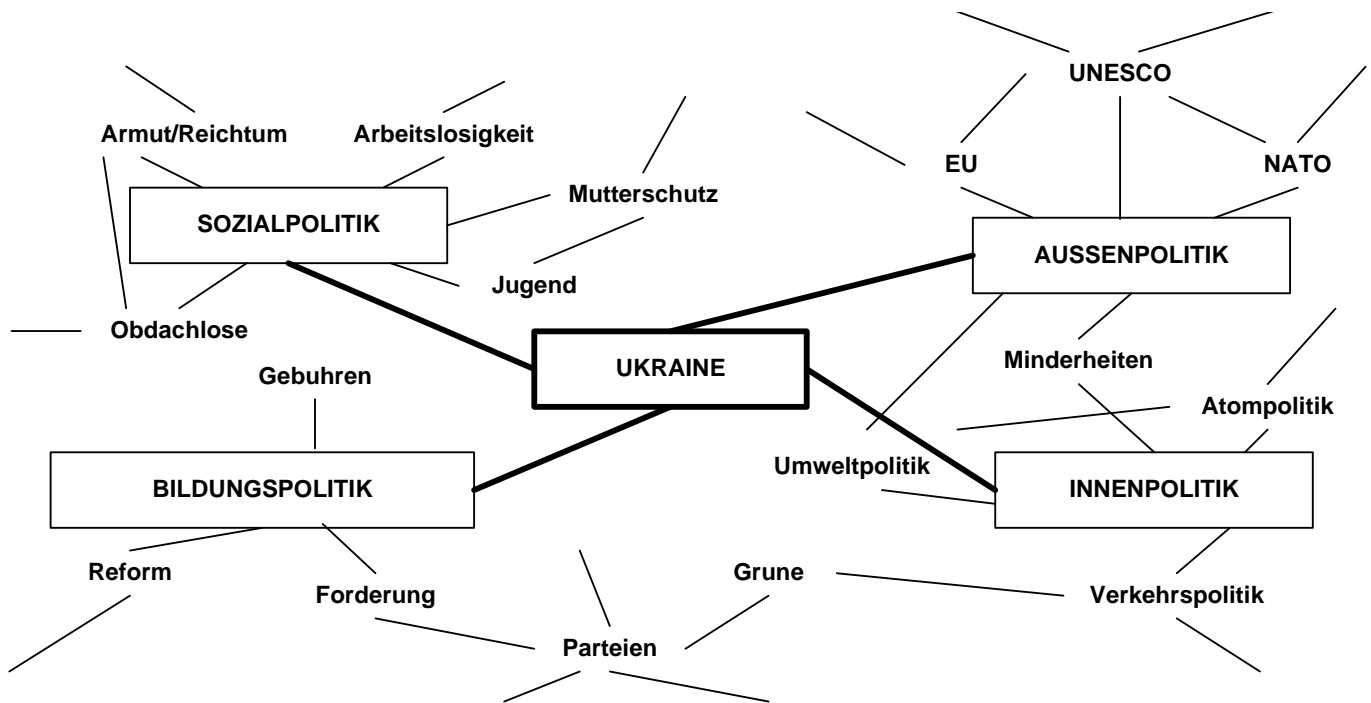 UNESCO
Armut/Reichtum
Arbeitslosigkeit
EU
NATO
Mutterschutz
SOZIALPOLITIK
AUSSENPOLITIK
Jugend
Obdachlose
Minderheiten
UKRAINE
Gebuhren
Atompolitik
Umweltpolitik
BILDUNGSPOLITIK
INNENPOLITIK
Reform
Grune
Forderung
Verkehrspolitik
Parteien